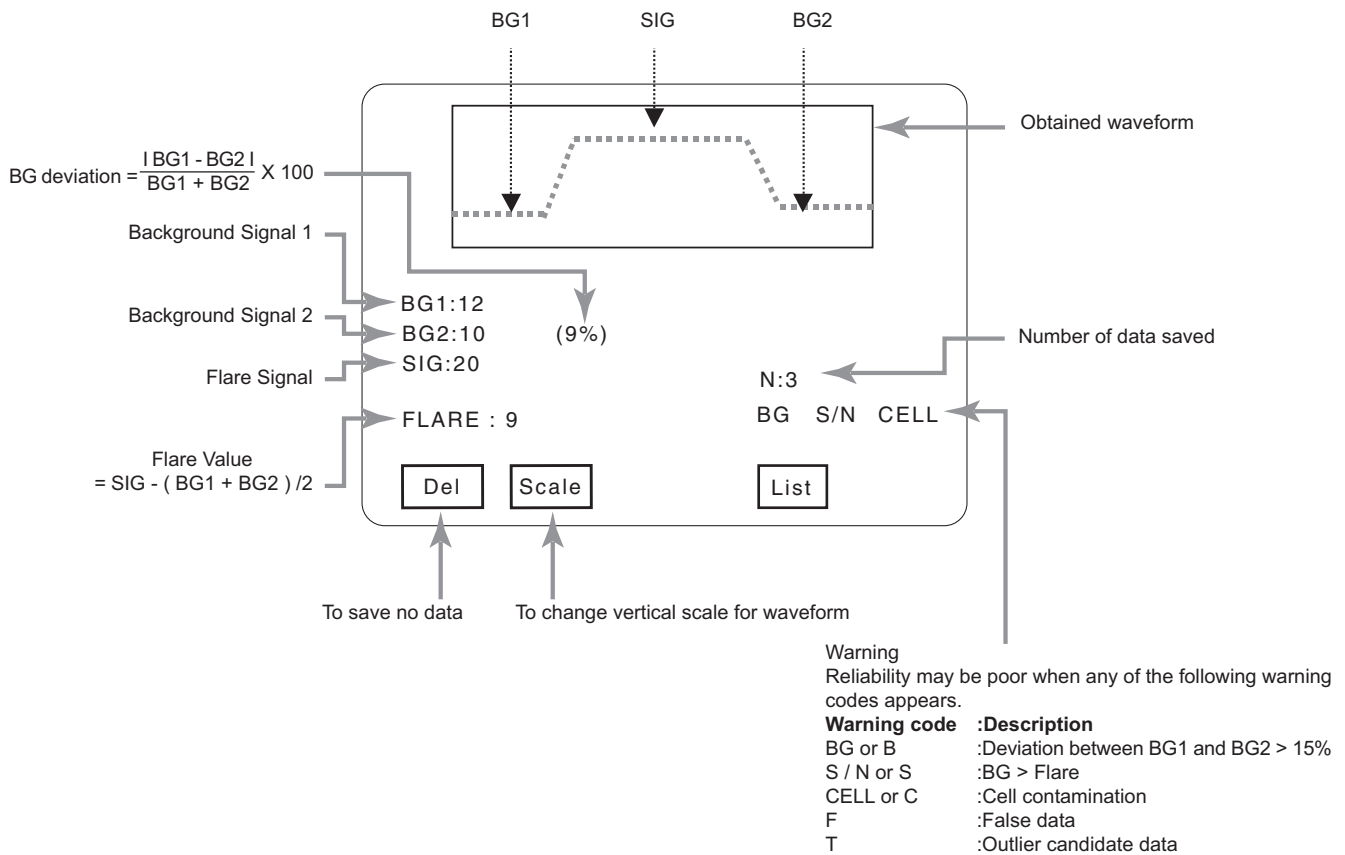 BG1 SIG BG2
Obtained waveform
BG deviation = I BG1 - BG2 I / BG1 + BG2 X 100
Background Signal 1
Background Signal 2
Flare Signal
Flare Value
= SIG - ( BG1 + BG2 ) /2
BG1:12
BG2:10 (9%)
SIG:20
FLARE : 9
Number of data saved
N:3
BG S/N CELL
Del Scale List
To save no data To change vertical scale for waveform
Warning
Reliability may be poor when any of the following warning
codes appears.
Warning code :Description
BG or B :Deviation between BG1 and BG2 > 15%
S / N or S :BG > Flare
CELL or C :Cell contamination
F :False data
T :Outlier candidate data